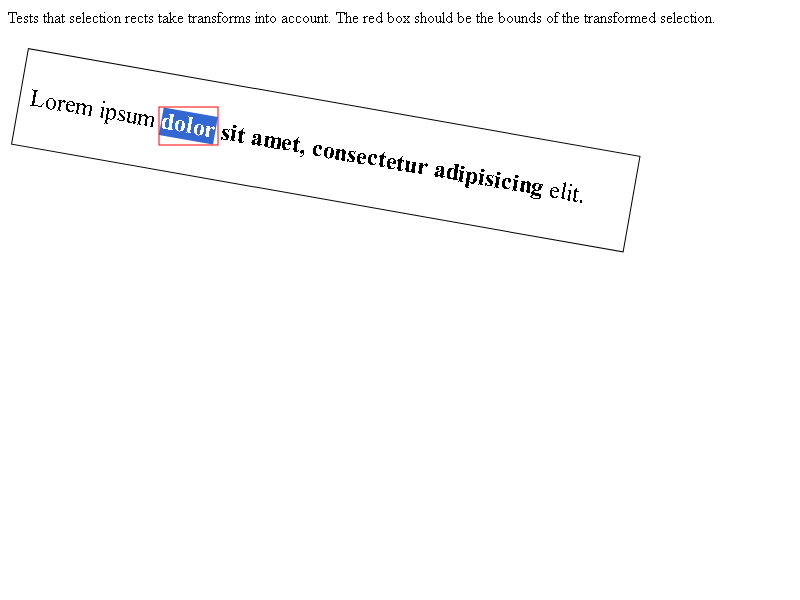 Tests that selection rects take transforms into account. The red box should be the bounds of the transformed selection.
Lorem ipsum dolor sit amet, consectetur adipisicing elit.